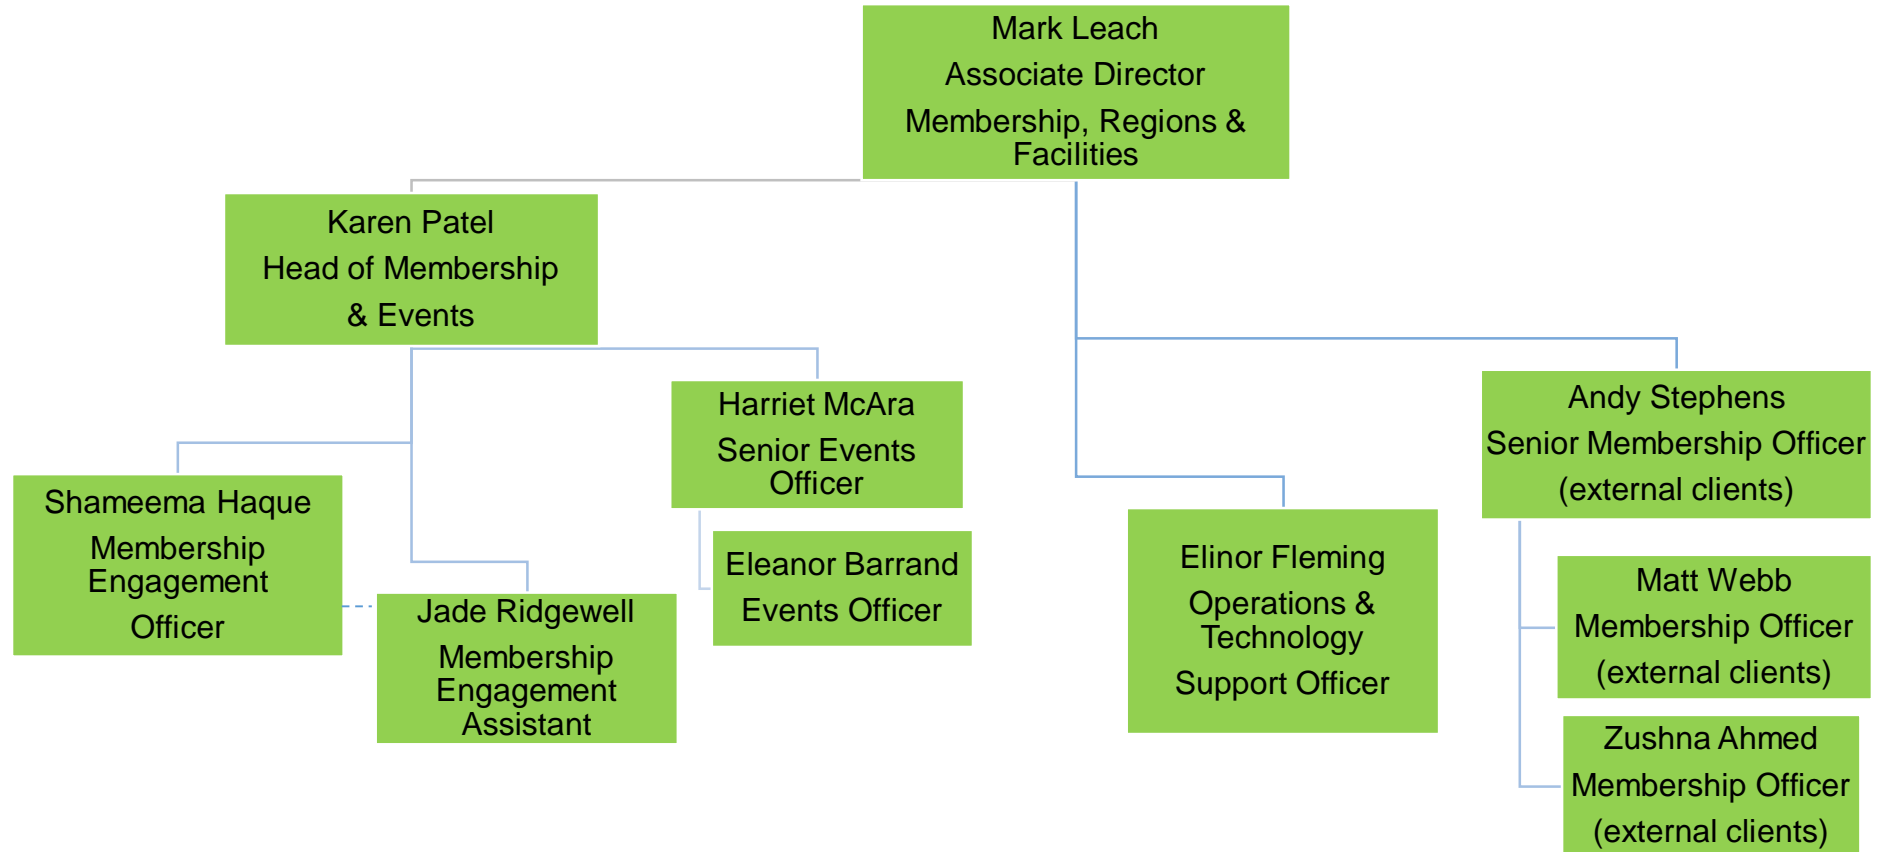 Mark Leach
Associate Director
Membership, Regions &
Facilities
Karen Patel
Head of Membership
& Events
Harriet McAra
Senior Events
Officer
Eleanor Barrand
Events Officer
Shameema Haque
Membership
Engagement
Officer
Jade Ridgewell
Membership
Engagement
Assistant
Elinor Fleming
Operations &
Technology
Support Officer
Andy Stephens
Senior Membership Officer
(external clients)
Matt Webb
Membership Officer
(external clients)
Zushna Ahmed
Membership Officer
(external clients)